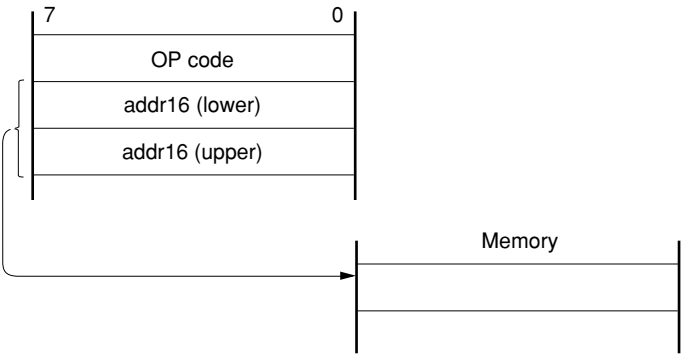 7 0
OP code
addr16 (lower)
addr16 (upper)
Memory